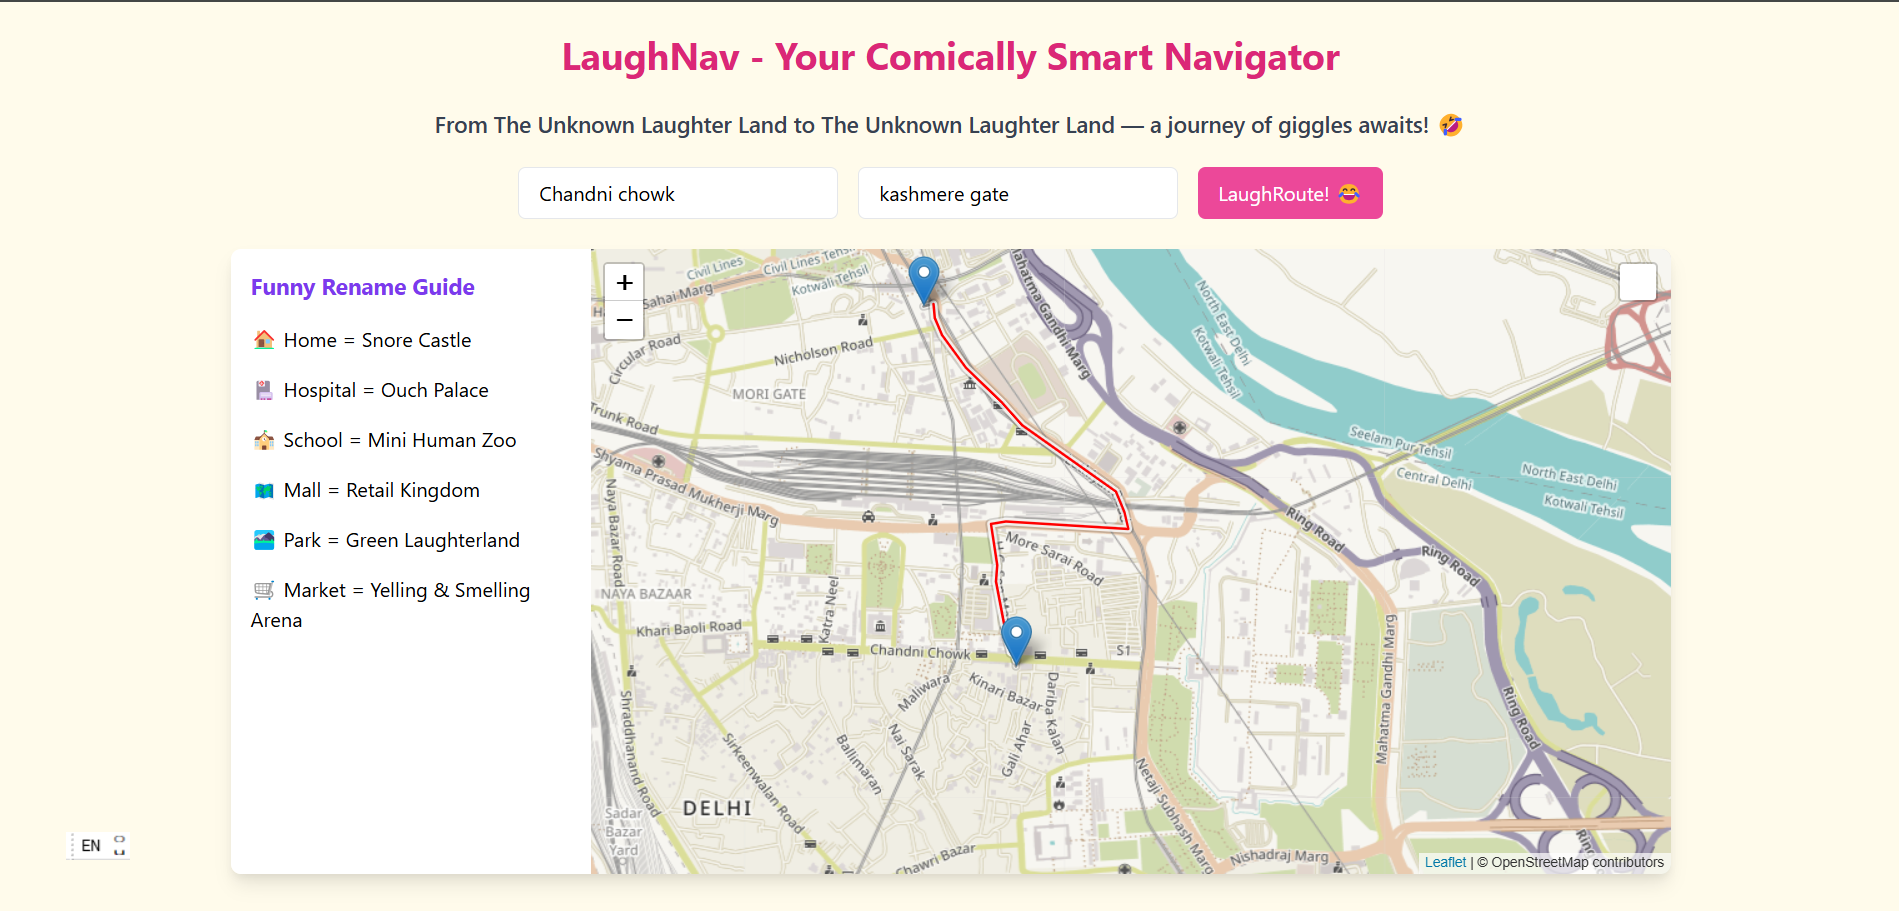 LaughNav - Your Comically Smart Navigator
From The Unknown Laughter Land to The Unknown Laughter Land — a journey of giggles awaits! 🤣
Chandni chowk
kashmere gate
LaughRoute! 😂
Funny Rename Guide
🏠 Home = Snore Castle
🏥 Hospital = Ouch Palace
🏫 School = Mini Human Zoo
🗺️ Mall = Retail Kingdom
🏞️ Park = Green Laughterland
🛒 Market = Yelling & Smelling
Arena
+
−
Civil Lines
Civil Lines Tehsil
Kotwali Tehsil
Sahai Marg
Circular Road
Nicholson Road
MORI GATE
Trunk Road
Shyama Prasad Mukherji Marg
Naya Bazar Road
NAYA BAZAAR
Khari Baoli Road
Katra Neel
Chandni Chowk
More Sarai Road
S1
Maliwara
Kinari Bazar
Dariba Kalan
Gali Ahar
Nai Sarak
Ballimaran
Sirkeenwalan Road
Shraddhanand Road
DELHI
Sadar
Bazar
Yard
Chawri Bazar
Netaji Subhash Marg
Nishadraj Marg
Mahatma Gandhi Marg
Mahatma Gandhi Marg
Ring Road
Ring Road
Ring Road
North East Delhi
Kotwali Tehsil
Seelam Pur Tehsil
Central Delhi
North East Delhi
Kotwali Tehsil
Leaflet | © OpenStreetMap contributors
EN